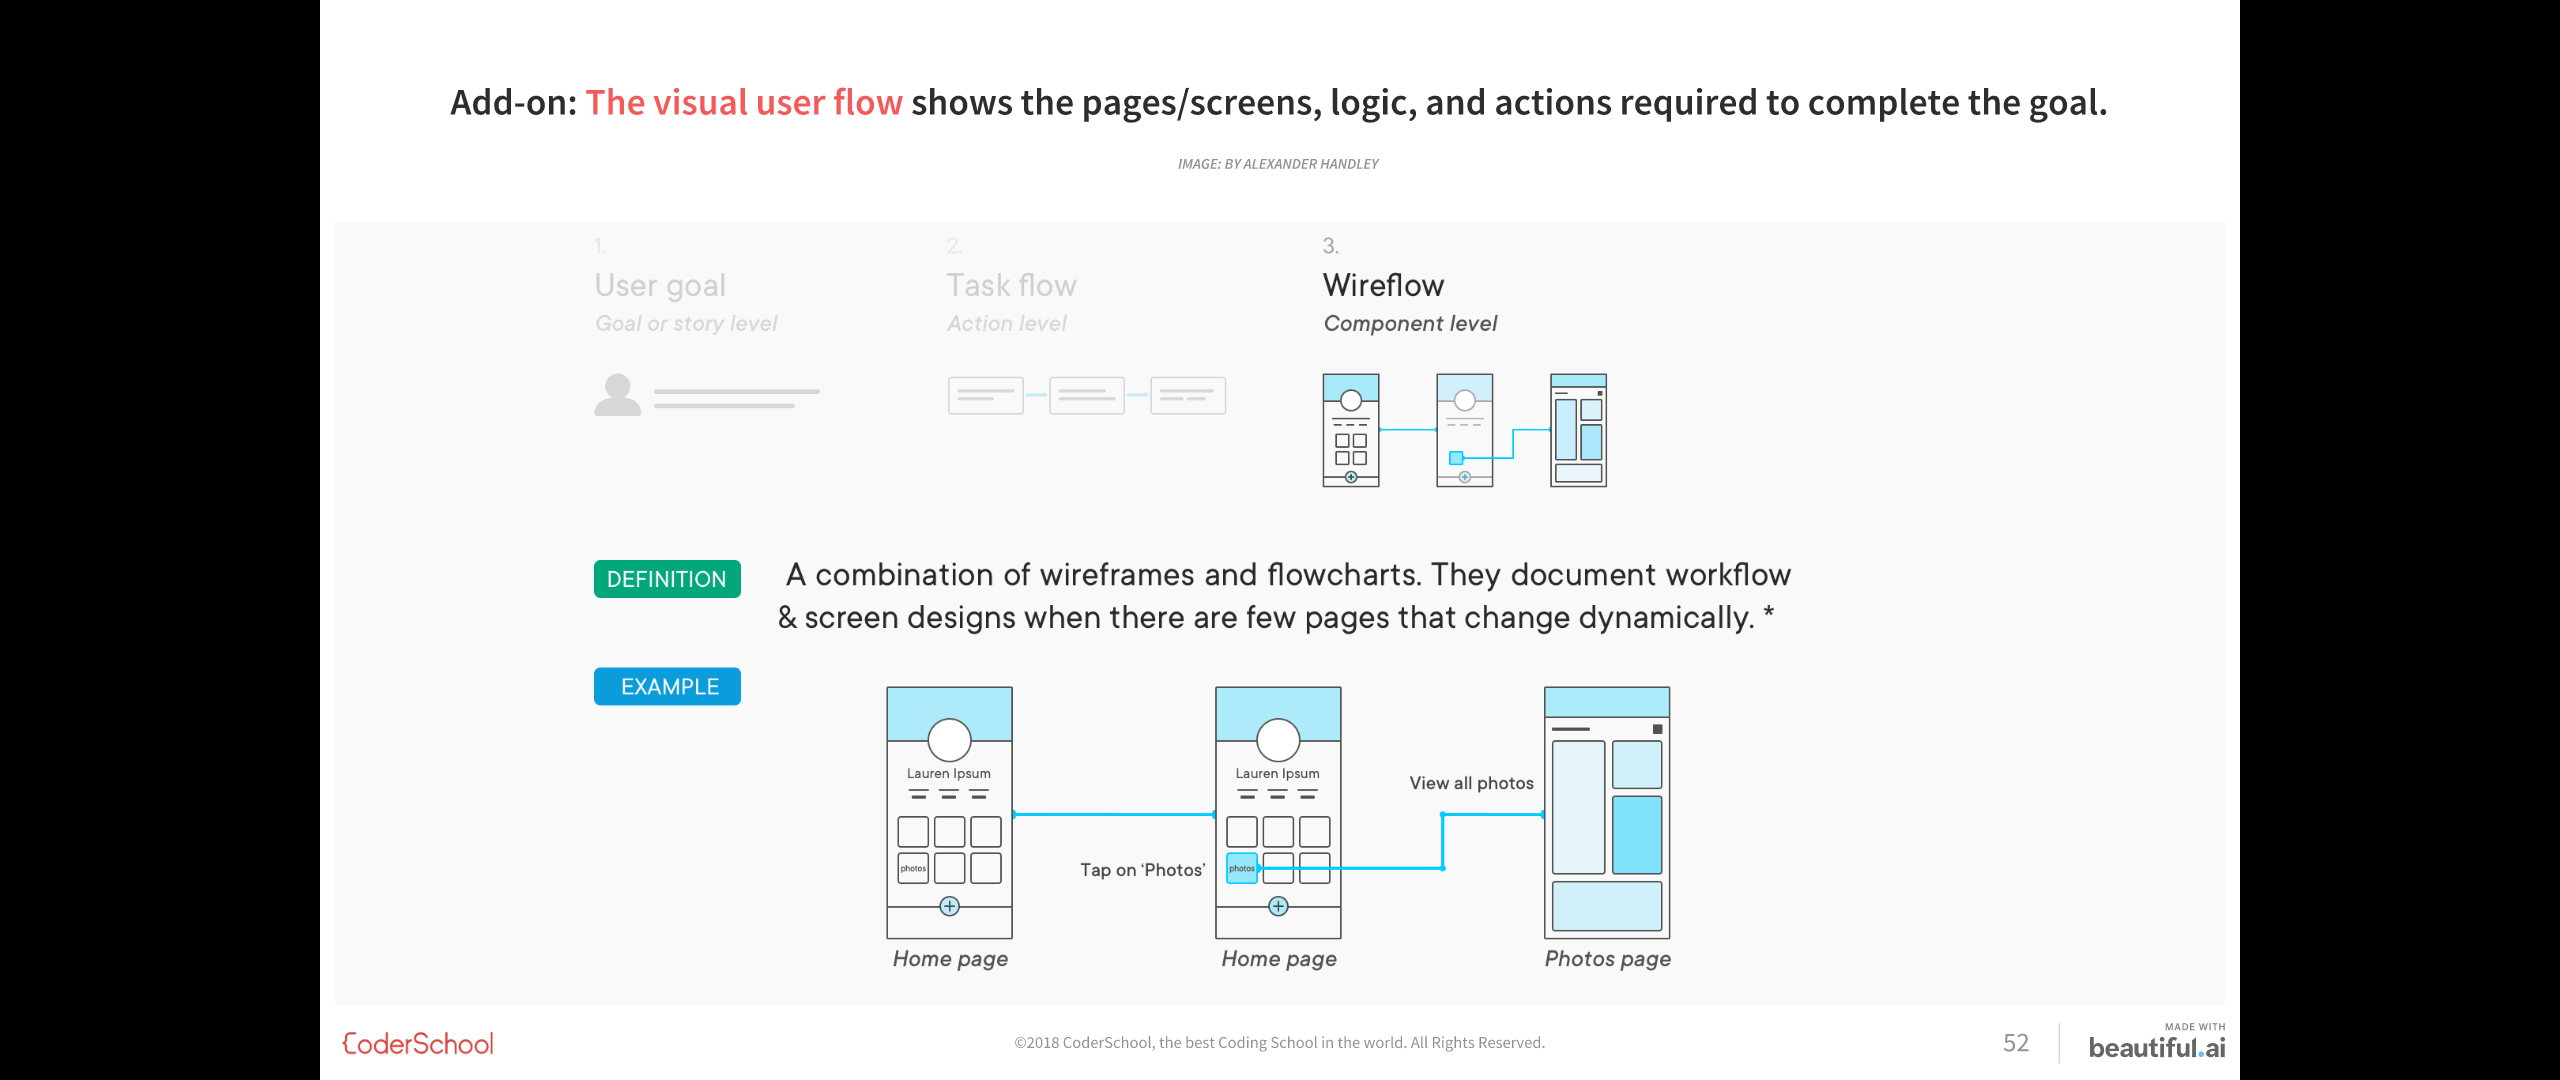 Add-on: The visual user flow shows the pages/screens, logic, and actions required to complete the goal.
IMAGE: BY ALEXANDER HANDLEY
1.
User goal
Goal or story level
2.
Task flow
Action level
3.
Wireflow
Component level
DEFINITION
A combination of wireframes and flowcharts. They document workflow
& screen designs when there are few pages that change dynamically. *
EXAMPLE
Lauren Ipsum
photos
Home page
Tap on ‘Photos’
Lauren Ipsum
photos
Home page
View all photos
Photos page
CoderSchool
©2018 CoderSchool, the best Coding School in the world. All Rights Reserved.
52
MADE WITH
beautiful.ai